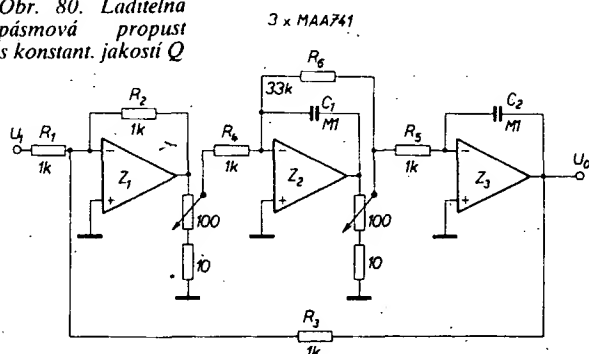 Obr. 80. Laditelná
pásmová propust
s konstant. jakostí Q
3 x MAA741
R6
33k
R2
1k
C1
M1
C2
M1
U1
R1
1k
R4
1k
R5
1k
Z1
Z2
Z3
U0
100
10
100
10
R3
1k